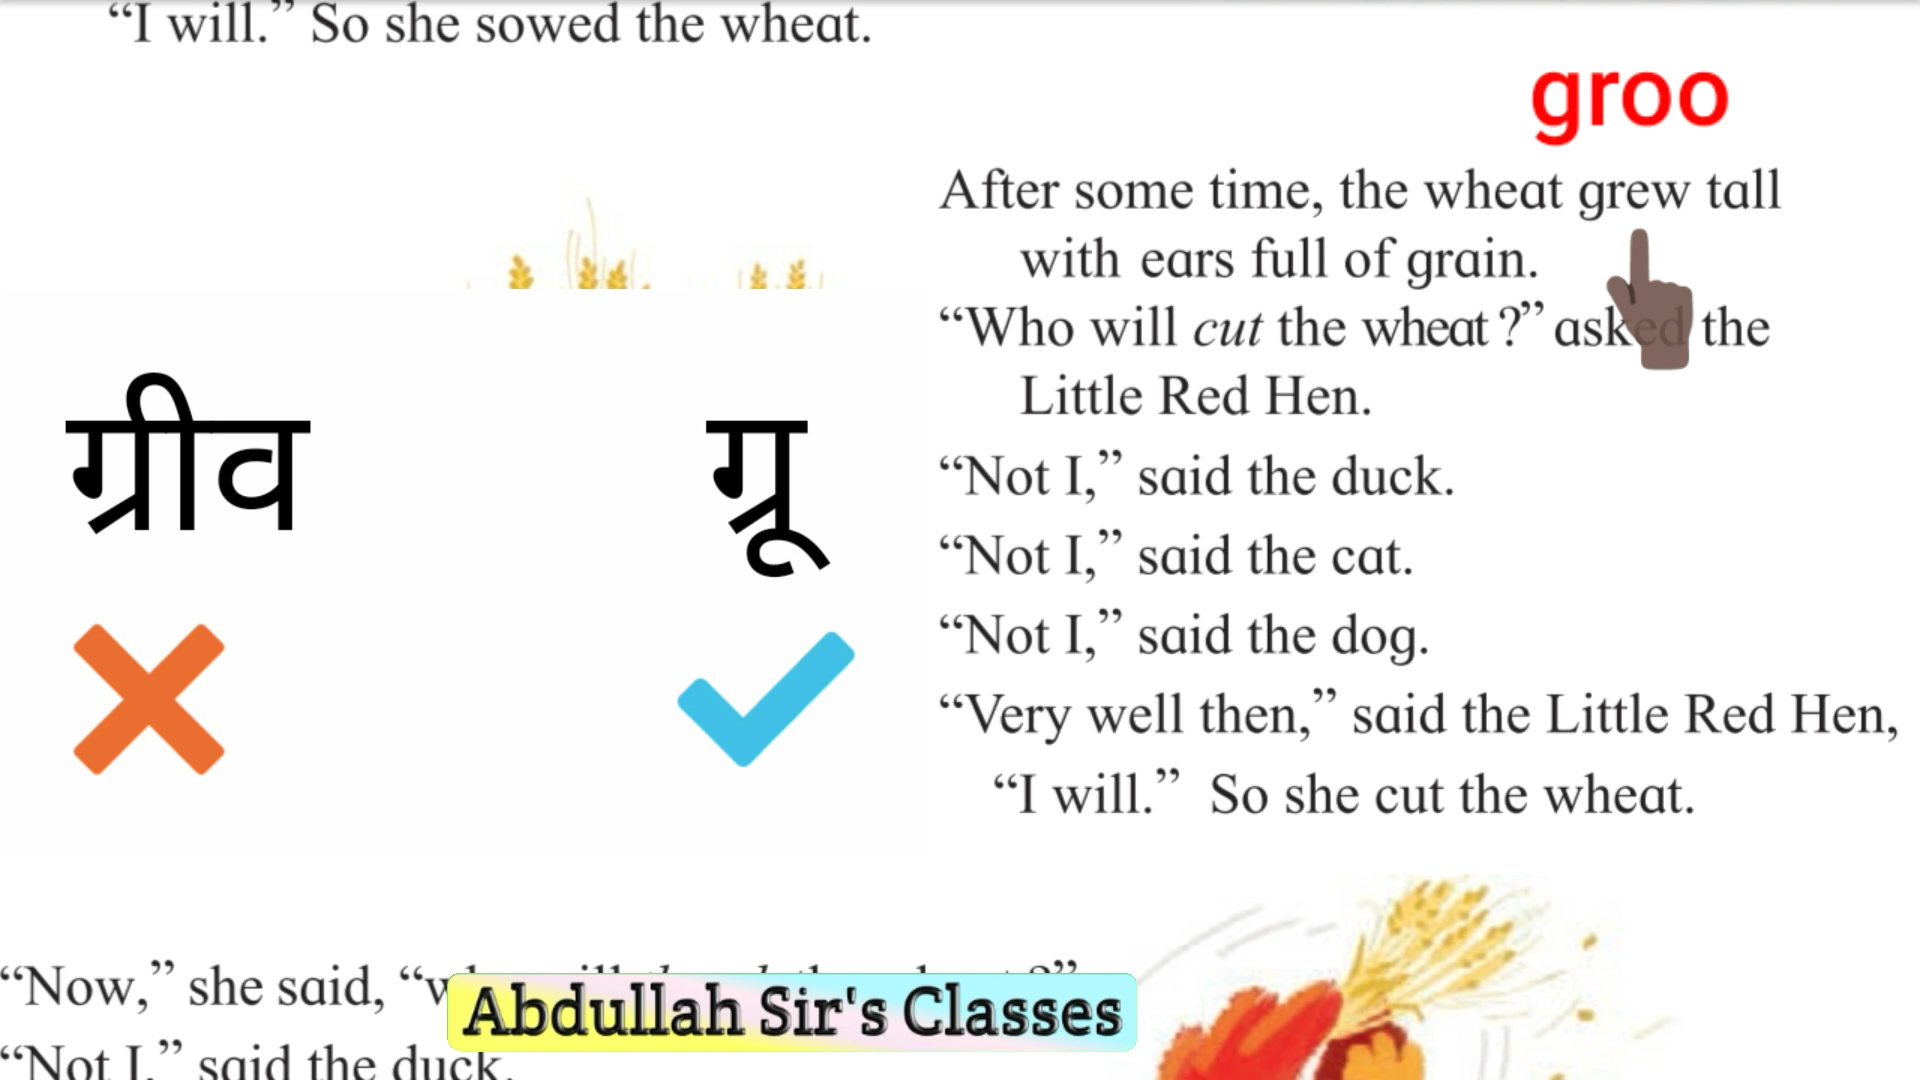 “I will.” So she sowed the wheat.
groo
After some time, the wheat grew tall
with ears full of grain.
“Who will cut the wheat ?” asked the
Little Red Hen.
“Not I,” said the duck.
“Not I,” said the cat.
“Not I,” said the dog.
“Very well then,” said the Little Red Hen,
“I will.” So she cut the wheat.
ग्रीव ग्रू
“Now,” she said,
Abdullah Sir's Classes
“Not I,” said the duck.